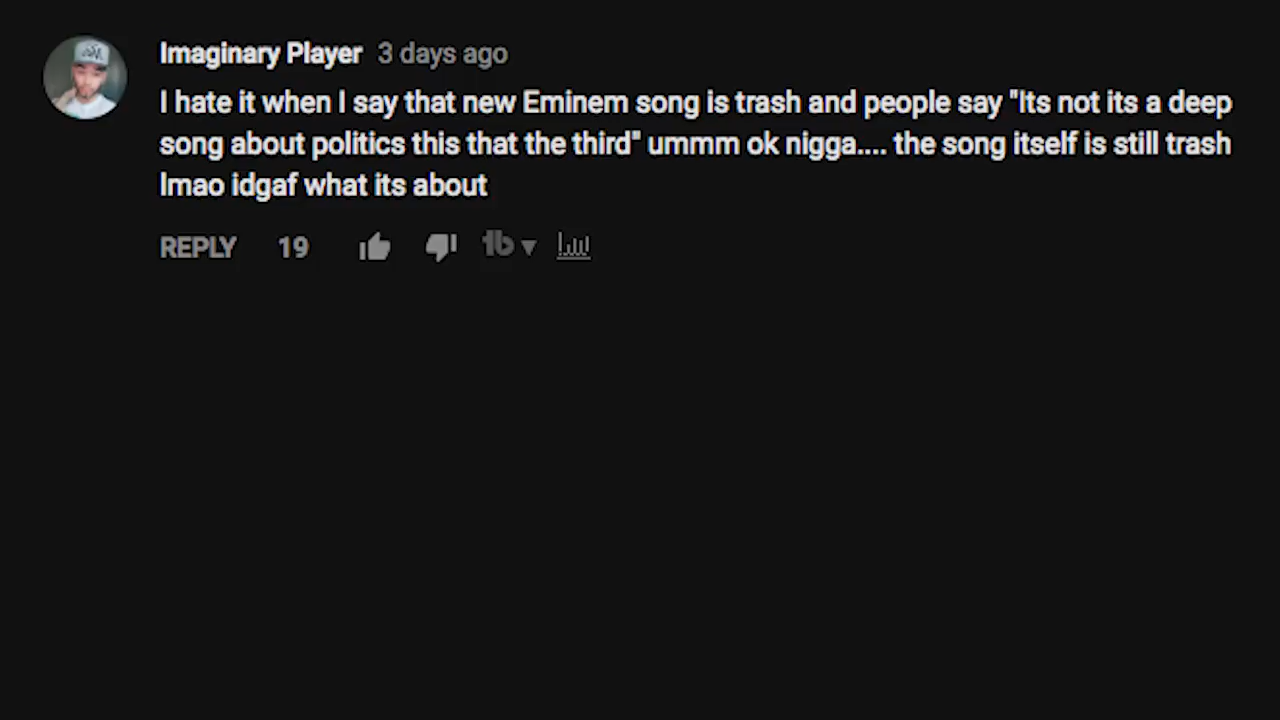 Imaginary Player 3 days ago
I hate it when I say that new Eminem song is trash and people say "Its not its a deep
song about politics this that the third" ummm ok nigga.... the song itself is still trash
lmao idgaf what its about
REPLY 19 tb